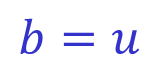 b = u